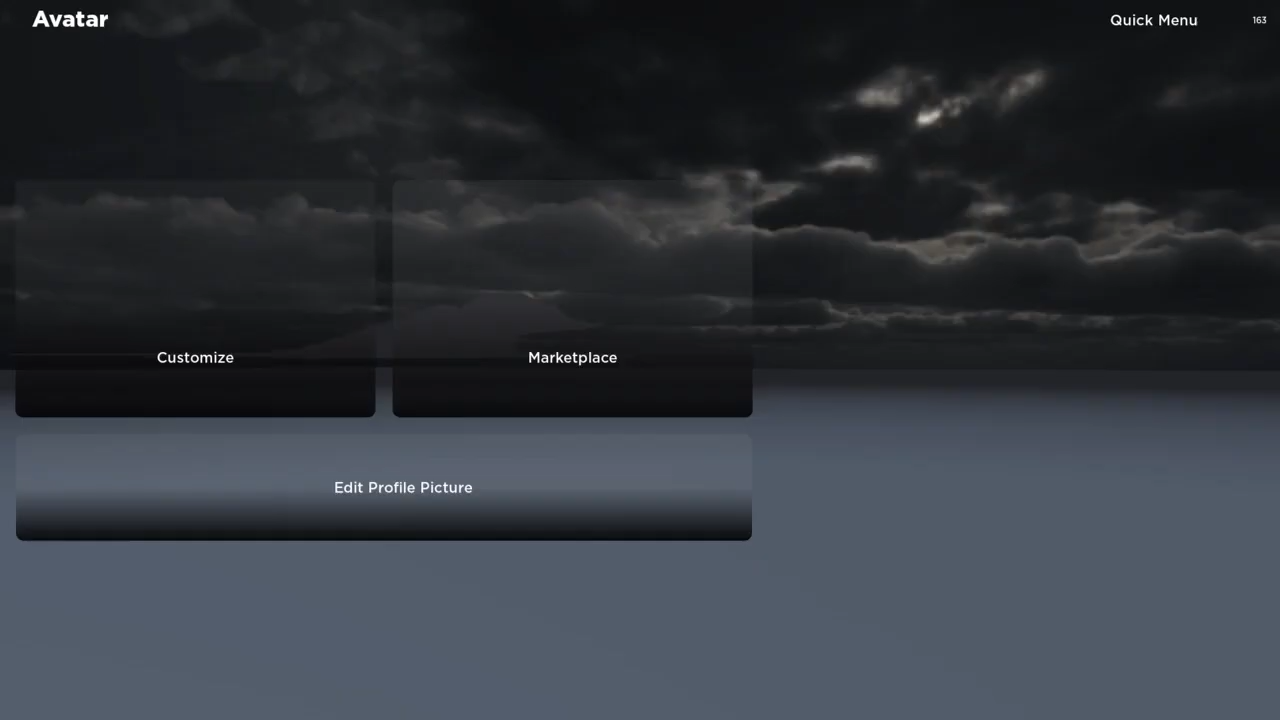 Avatar
Quick Menu
163
Customize
Marketplace
Edit Profile Picture